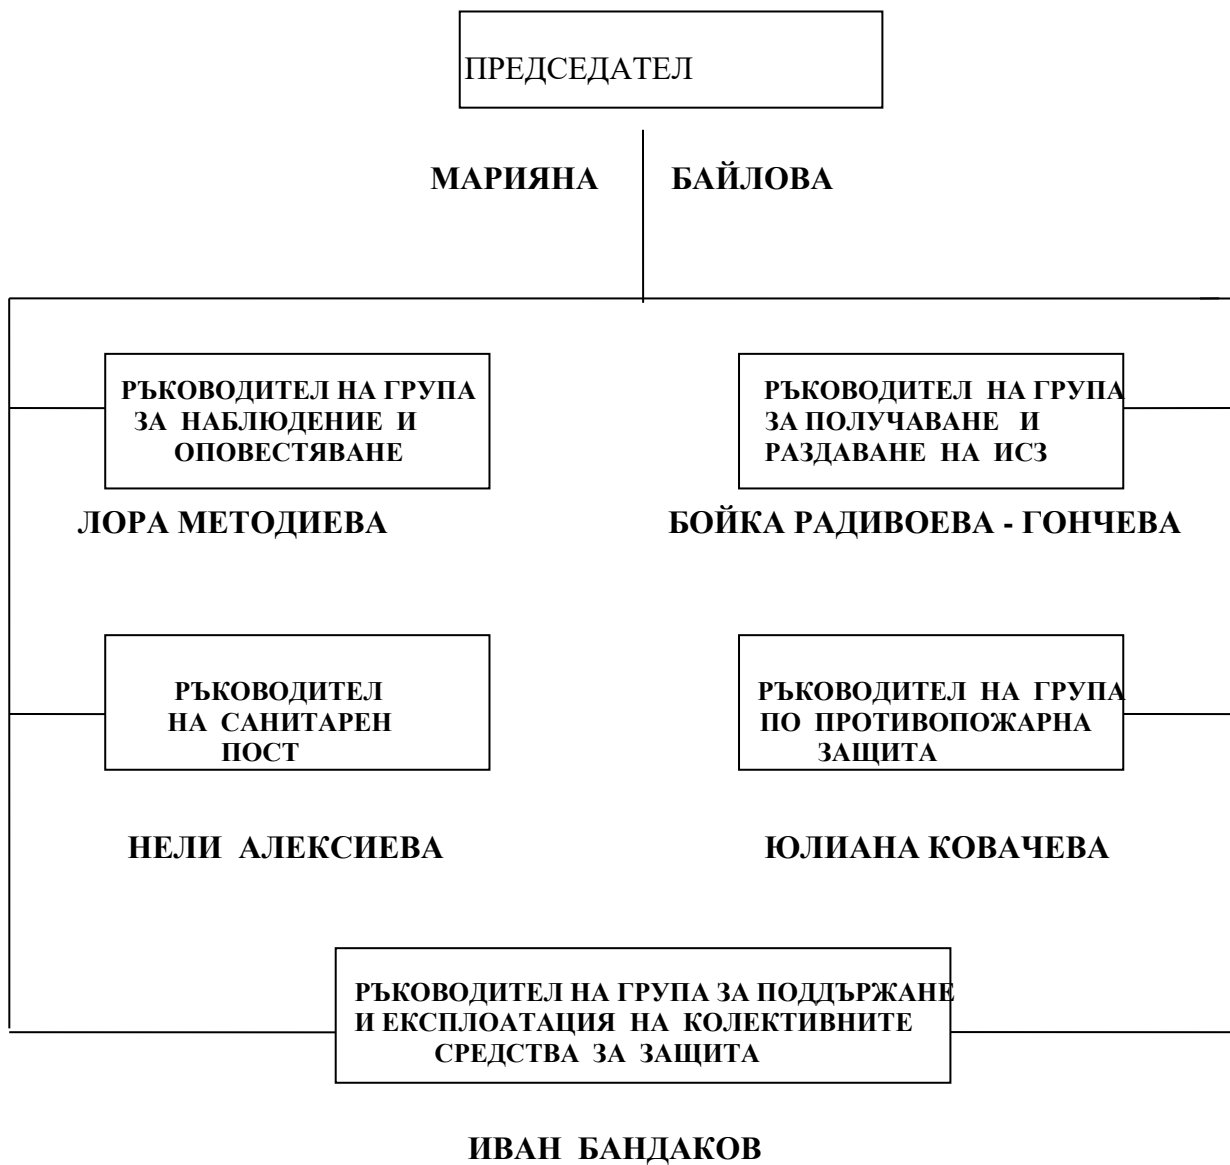 ПРЕДСЕДАТЕЛ
МАРИЯНА БАЙЛОВА
РЪКОВОДИТЕЛ НА ГРУПА
ЗА НАБЛЮДЕНИЕ И
ОПОВЕСТЯВАНЕ
ЛОРА МЕТОДИЕВА
РЪКОВОДИТЕЛ НА ГРУПА
ЗА ПОЛУЧАВАНЕ И
РАЗДАВАНЕ НА ИСЗ
БОЙКА РАДИВОЕВА - ГОНЧЕВА
РЪКОВОДИТЕЛ
НА САНИТАРЕН
ПОСТ
НЕЛИ АЛЕКСИЕВА
РЪКОВОДИТЕЛ НА ГРУПА
ПО ПРОТИВОПОЖАРНА
ЗАЩИТА
ЮЛИАНА КОВАЧЕВА
РЪКОВОДИТЕЛ НА ГРУПА ЗА ПОДДЪРЖАНЕ
И ЕКСПЛОАТАЦИЯ НА КОЛЕКТИВНИТЕ
СРЕДСТВА ЗА ЗАЩИТА
ИВАН БАНДАКОВ